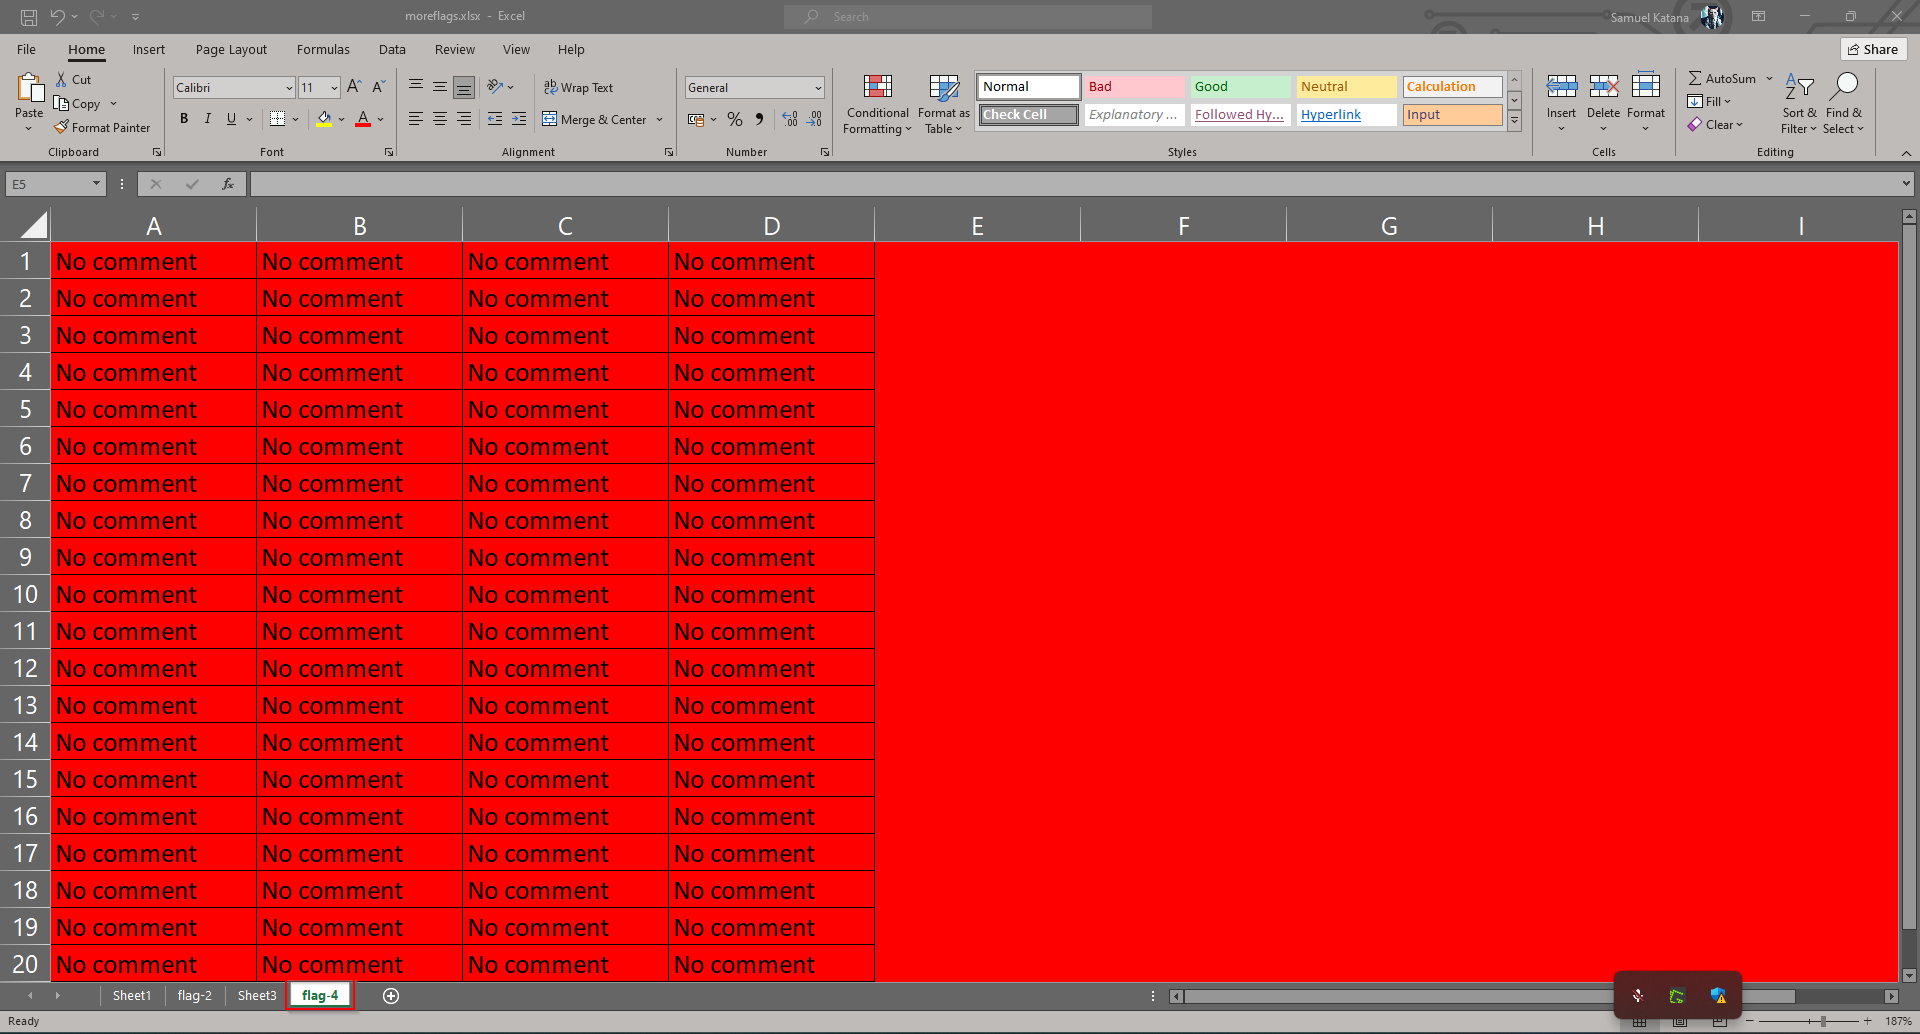 moreflags.xlsx - Excel
Search
Samuel Katana
File Home Insert Page Layout Formulas Data Review View Help
Share
Paste
Cut
Copy
Format Painter
Clipboard
Calibri 11
B I U
Font
Wrap Text
Merge & Center
Alignment
General
Number
Conditional Formatting
Format as Table
Normal Bad Good Neutral Calculation
Check Cell Explanatory ... Followed Hy... Hyperlink Input
Styles
Insert Delete Format
Cells
AutoSum
Fill
Clear
Sort & Filter
Find & Select
Editing
E5
fx
A B C D E F G H I
1 No comment No comment No comment No comment
2 No comment No comment No comment No comment
3 No comment No comment No comment No comment
4 No comment No comment No comment No comment
5 No comment No comment No comment No comment
6 No comment No comment No comment No comment
7 No comment No comment No comment No comment
8 No comment No comment No comment No comment
9 No comment No comment No comment No comment
10 No comment No comment No comment No comment
11 No comment No comment No comment No comment
12 No comment No comment No comment No comment
13 No comment No comment No comment No comment
14 No comment No comment No comment No comment
15 No comment No comment No comment No comment
16 No comment No comment No comment No comment
17 No comment No comment No comment No comment
18 No comment No comment No comment No comment
19 No comment No comment No comment No comment
20 No comment No comment No comment No comment
Sheet1 flag-2 Sheet3 flag-4
Ready
187%